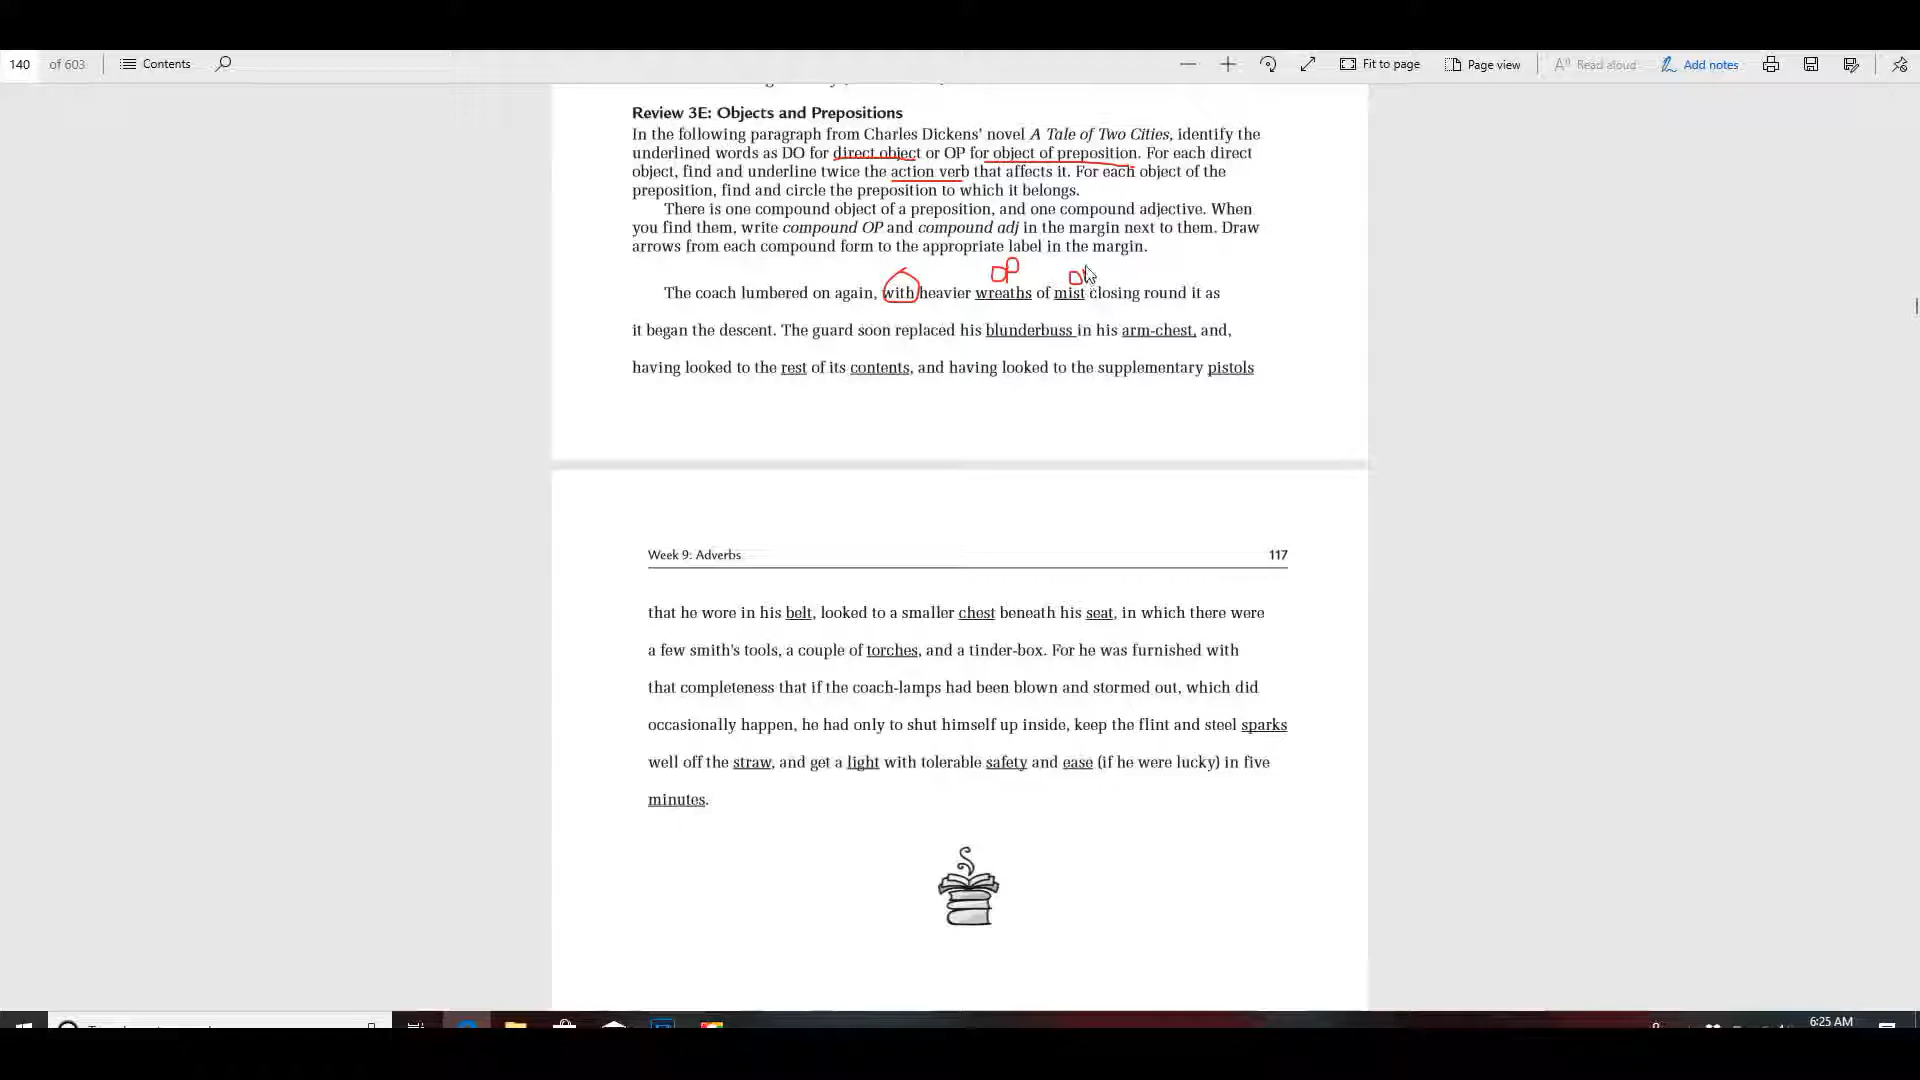 140 of 603 Contents Fit to page Page view Read aloud Add notes
Review 3E: Objects and Prepositions
In the following paragraph from Charles Dickens' novel A Tale of Two Cities, identify the
underlined words as DO for direct object or OP for object of preposition. For each direct
object, find and underline twice the action verb that affects it. For each object of the
preposition, find and circle the preposition to which it belongs.
There is one compound object of a preposition, and one compound adjective. When
you find them, write compound OP and compound adj in the margin next to them. Draw
arrows from each compound form to the appropriate label in the margin.
OP
The coach lumbered on again, with heavier wreaths of mist closing round it as
it began the descent. The guard soon replaced his blunderbuss in his arm-chest, and,
having looked to the rest of its contents, and having looked to the supplementary pistols
Week 9: Adverbs 117
that he wore in his belt, looked to a smaller chest beneath his seat, in which there were
a few smith's tools, a couple of torches, and a tinder-box. For he was furnished with
that completeness that if the coach-lamps had been blown and stormed out, which did
occasionally happen, he had only to shut himself up inside, keep the flint and steel sparks
well off the straw, and get a light with tolerable safety and ease (if he were lucky) in five
minutes.
6:25 AM